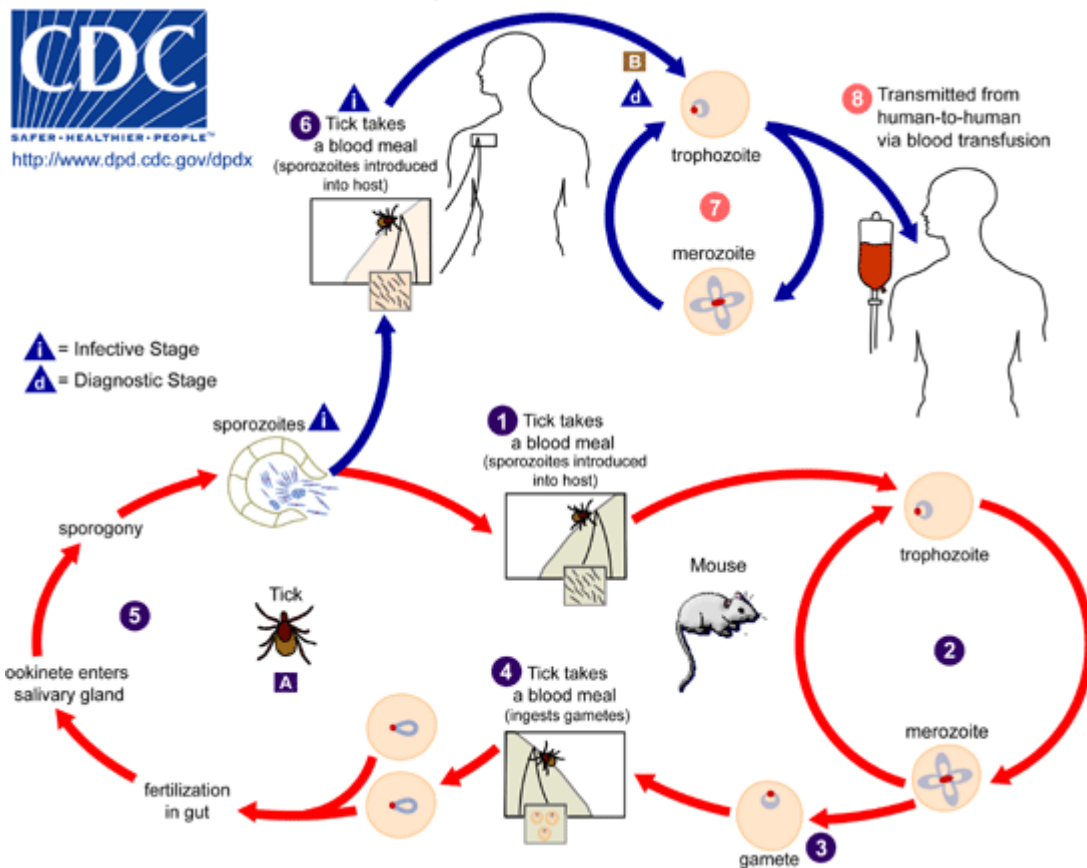 CDC
SAFER•HEALTHIER•PEOPLE™
http://www.dpd.cdc.gov/dpdx
i
6 Tick takes
a blood meal
(sporozoites introduced
into host)
B
d
trophozoite
7
merozoite
8 Transmitted from
human-to-human
via blood transfusion
i = Infective Stage
d = Diagnostic Stage
sporozoites i
1 Tick takes
a blood meal
(sporozoites introduced
into host)
trophozoite
sporogony
Mouse
Tick
A
5
2
ookinete enters
salivary gland
4 Tick takes
a blood meal
(ingests gametes)
merozoite
fertilization
in gut
gamete 3